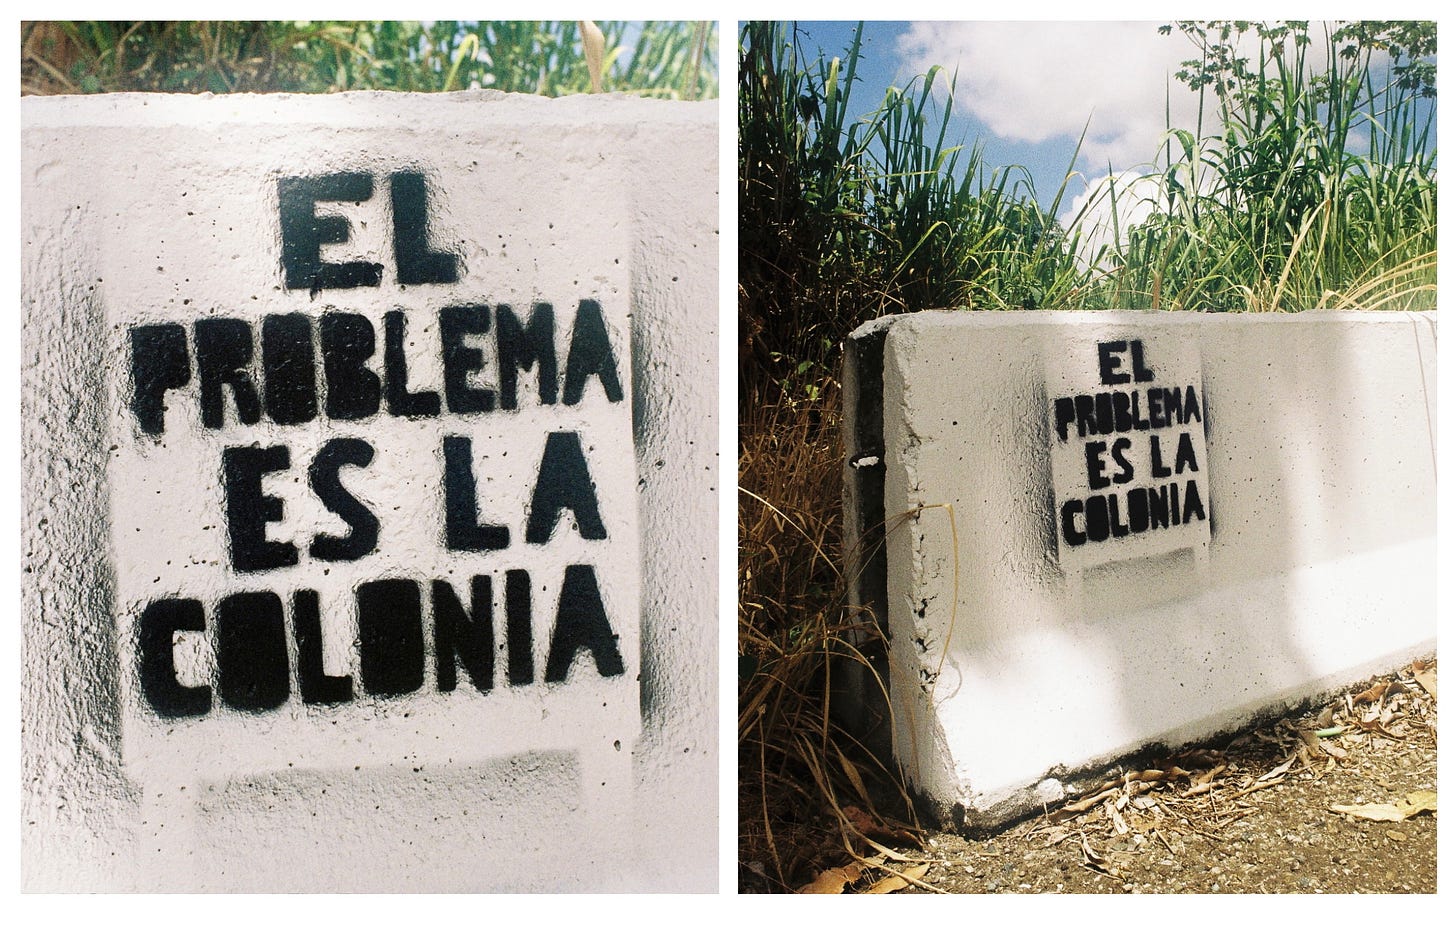 EL
PROBLEMA
ES LA
COLONIA
EL
PROBLEMA
ES LA
COLONIA